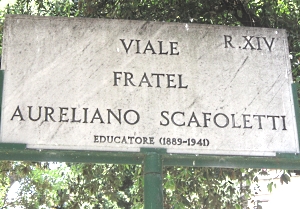 VIALE R.XIV
FRATEL
AURELIANO SCAFOLETTI
EDUCATORE (1889-1941)